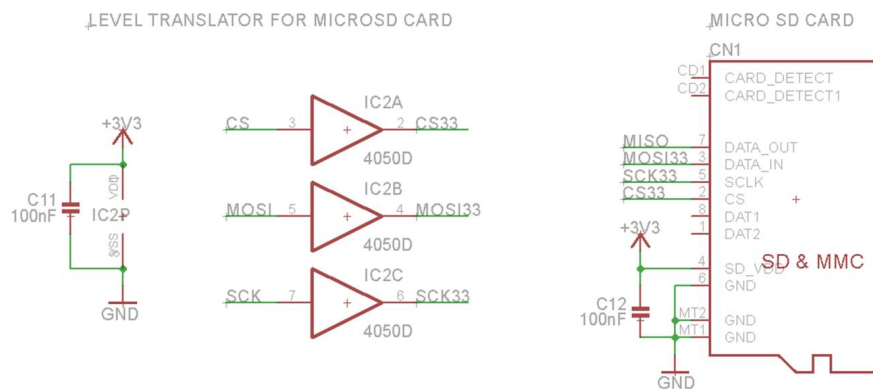 LEVEL TRANSLATOR FOR MICROSD CARD
+3V3
C11
100nF
VDD
IC2P
VSS
8
GND
CS
3
IC2A
2
CS33
4050D
MOSI
5
IC2B
4
MOSI33
4050D
SCK
7
IC2C
6
SCK33
4050D
MICRO SD CARD
CN1
CD1
CARD_DETECT
CD2
CARD_DETECT1
MISO
7
DATA_OUT
MOSI33
3
DATA_IN
SCK33
5
SCLK
CS33
2
CS
8
DAT1
1
DAT2
+3V3
4
SD_VDD
SD & MMC
6
GND
C12
100nF
MT2
GND
MT1
GND
GND